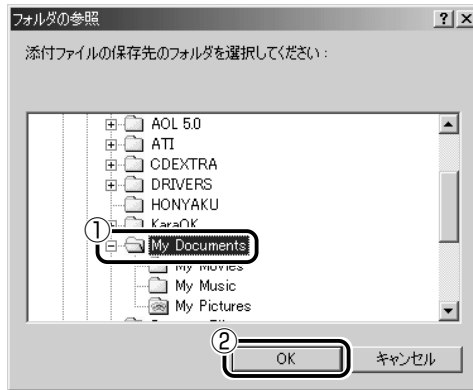 フォルダの参照
添付ファイルの保存先のフォルダを選択してください:
AOL 5.0
ATI
CDEXTRA
DRIVERS
HONYAKU
KaraOK
①
My Documents
My Movies
My Music
My Pictures
②
OK キャンセル